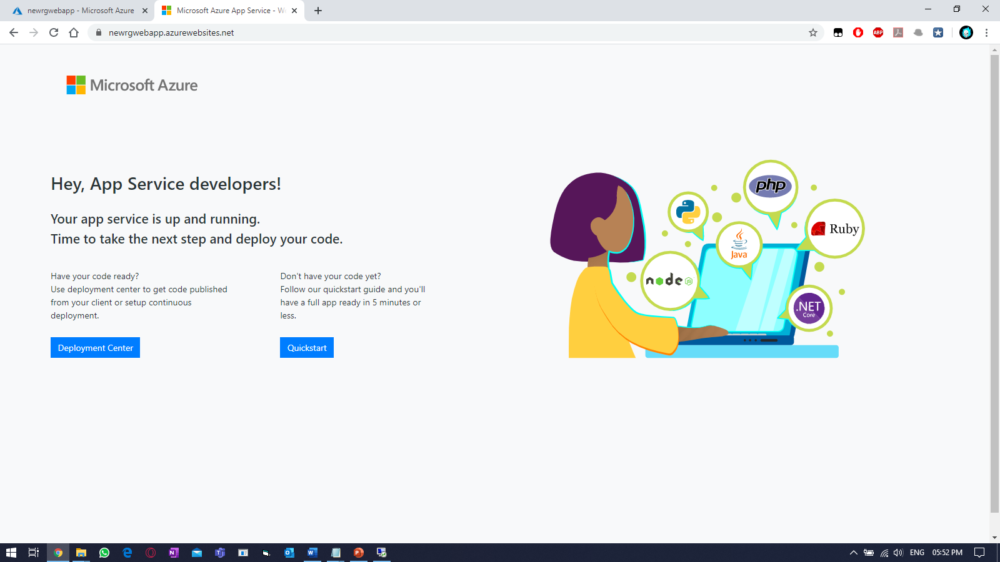 newrgwebapp - Microsoft Azure
Microsoft Azure App Service - W
newrgwebapp.azurewebsites.net
ABP
Microsoft Azure
Hey, App Service developers!
Your app service is up and running.
Time to take the next step and deploy your code.
Have your code ready?
Use deployment center to get code published
from your client or setup continuous
deployment.
Deployment Center
Don't have your code yet?
Follow our quickstart guide and you'll
have a full app ready in 5 minutes or
less.
Quickstart
php
Ruby
Java
node
JS
.NET
Core
ENG
05:52 PM